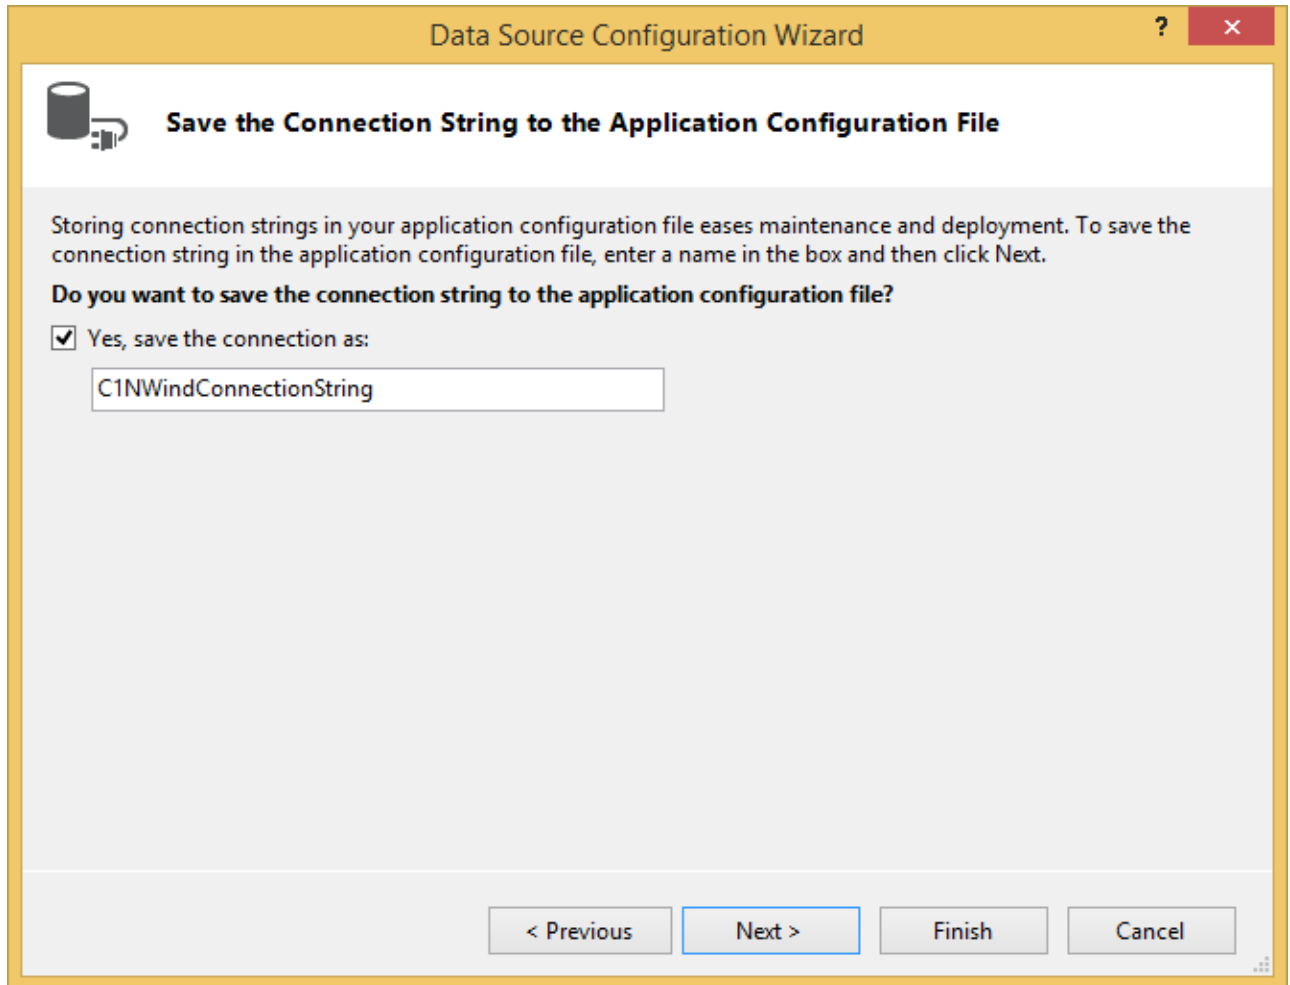 Data Source Configuration Wizard
?
Save the Connection String to the Application Configuration File
Storing connection strings in your application configuration file eases maintenance and deployment. To save the
connection string in the application configuration file, enter a name in the box and then click Next.
Do you want to save the connection string to the application configuration file?
Yes, save the connection as:
C1NWindConnectionString
< Previous
Next >
Finish
Cancel